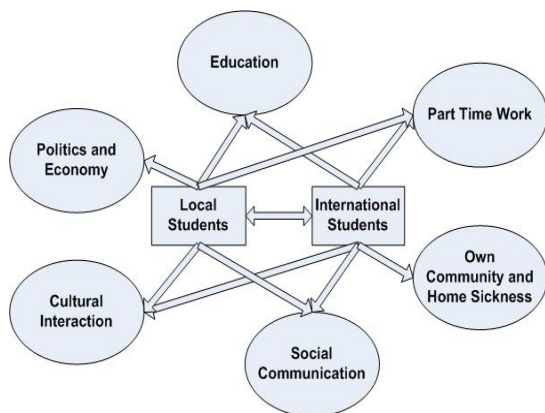 Education
Part Time Work
Politics and
Economy
Local
Students
International
Students
Own
Community and
Home Sickness
Cultural
Interaction
Social
Communication